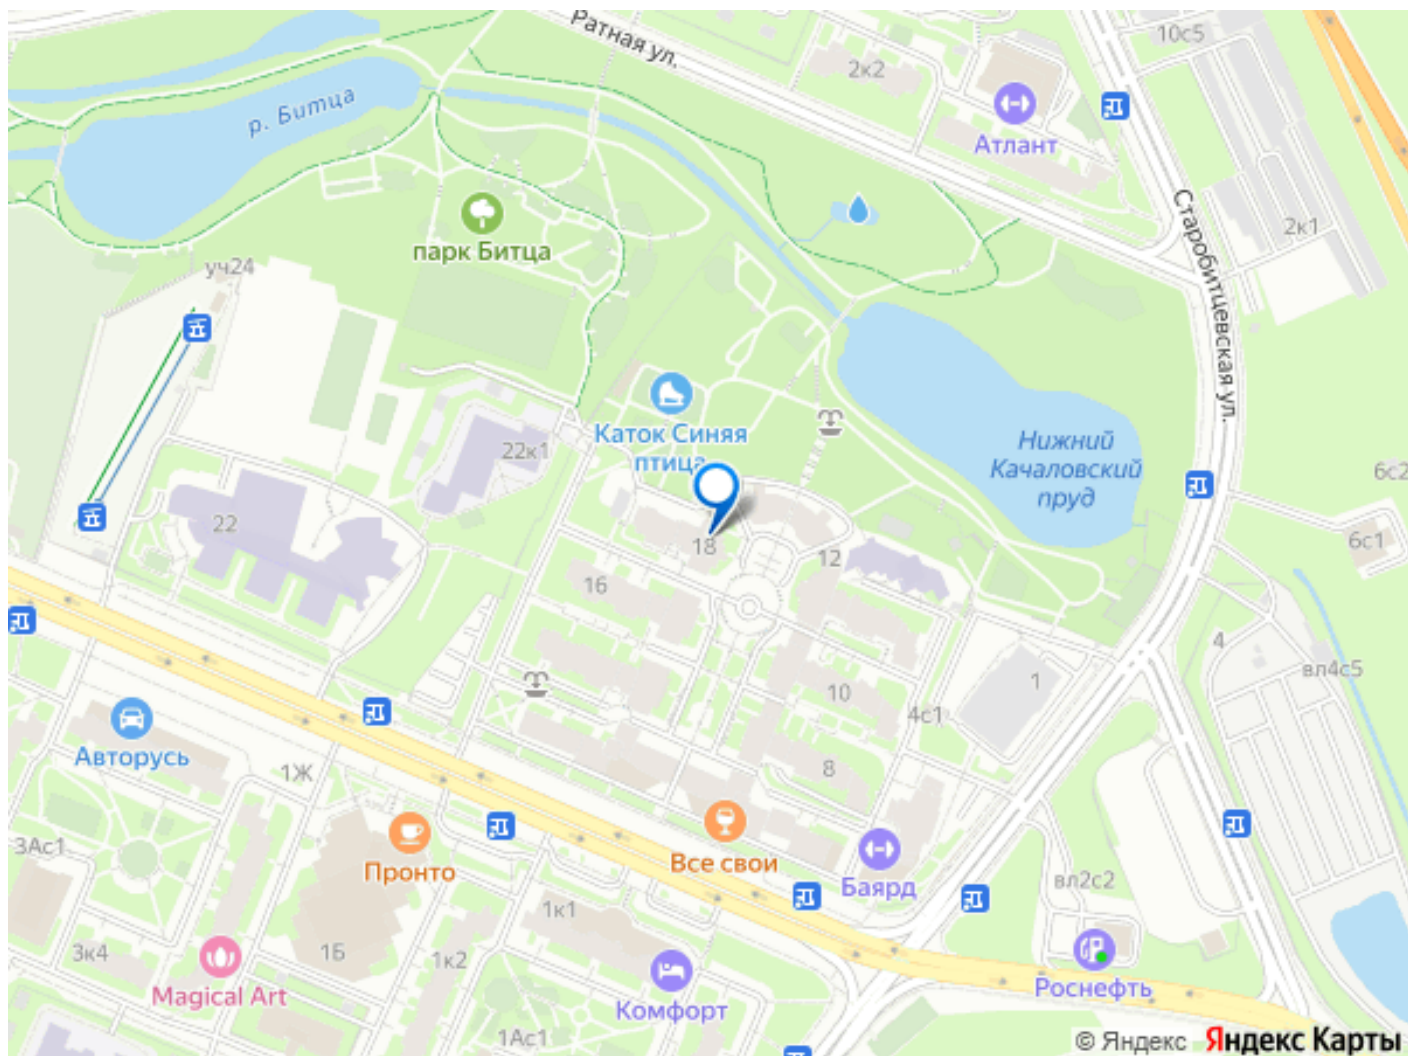 Ратная ул.
10с5
2к2
Атлант
р. Битца
парк Битца
уч24
2к1
Старобитцевская ул.
Каток Синяя
птица
22к1
Нижний
Качаловский
пруд
6с2
6с1
22
18
12
16
4
вл4с5
10
1
4с1
Авторусь
1Ж
8
3Ас1
Пронто
Все свои
Баярд
вл2с2
1к1
3к4
1Б
1к2
Magical Art
Комфорт
Роснефть
1Ас1
© Яндекс Яндекс Карты